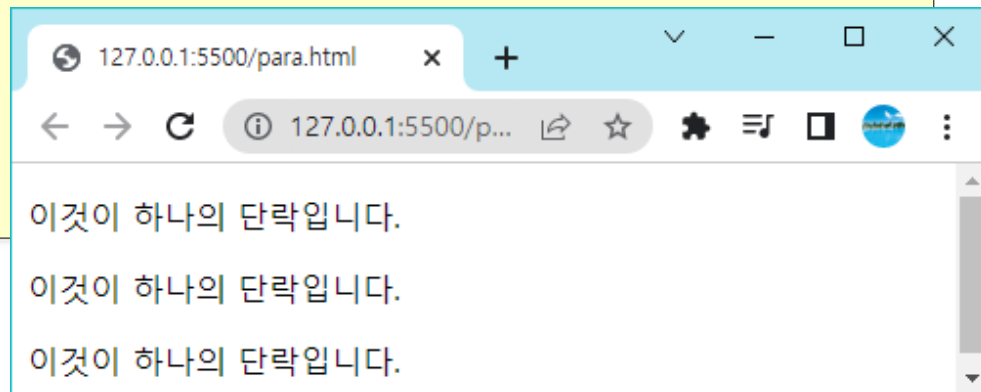 127.0.0.1:5500/para.html
127.0.0.1:5500/p...
이것이 하나의 단락입니다.
이것이 하나의 단락입니다.
이것이 하나의 단락입니다.